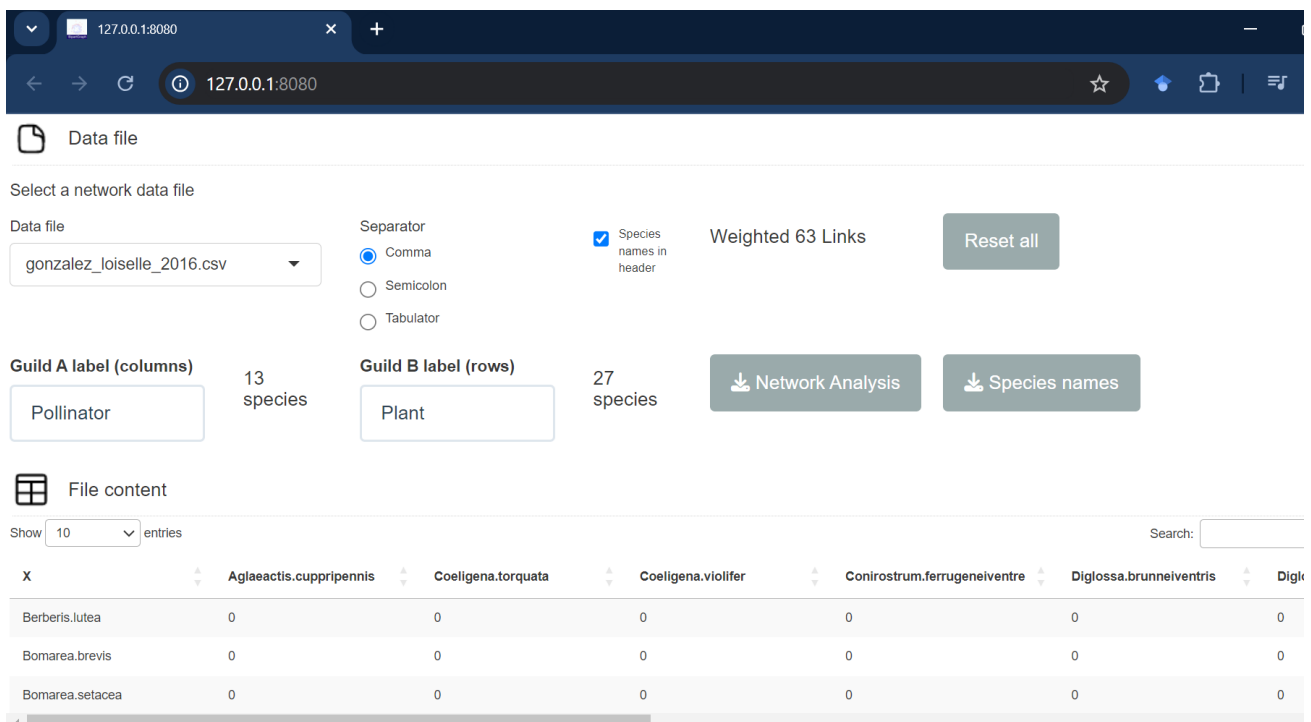 127.0.0.1:8080
127.0.0.1:8080
Data file
Select a network data file
Data file
gonzalez_loiselle_2016.csv
Separator
Comma
Semicolon
Tabulator
Species
names in
header
Weighted 63 Links
Reset all
Guild A label (columns)
Pollinator
13
species
Guild B label (rows)
Plant
27
species
Network Analysis
Species names
File content
Show 10 entries
Search:
X Aglaeactis.cuppripennis Coeligena.torquata Coeligena.violifer Conirostrum.ferrugeneiventre Diglossa.brunneiventris Diglo
Berberis.lutea 0 0 0 0 0 0
Bomarea.brevis 0 0 0 0 0 0
Bomarea.setacea 0 0 0 0 0 0